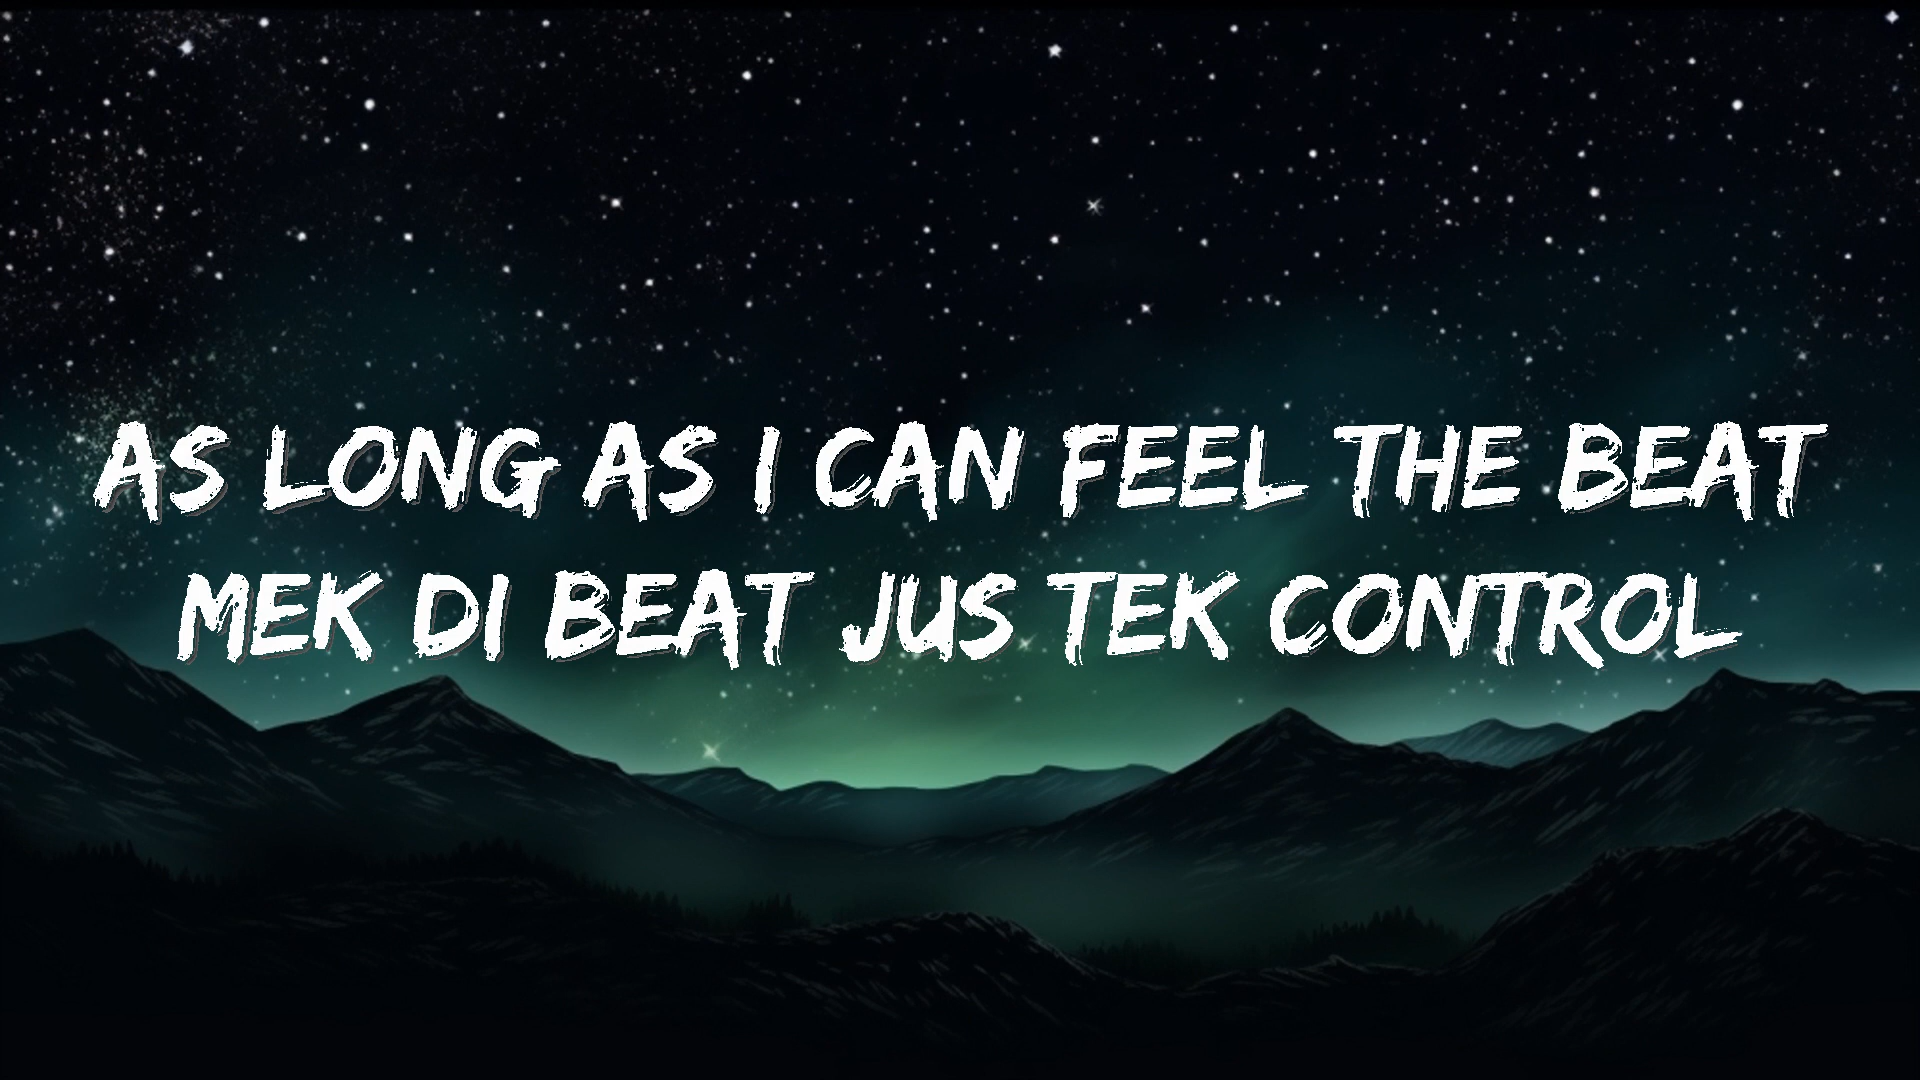 AS LONG AS I CAN FEEL THE BEAT
MEK DI BEAT JUS TEK CONTROL